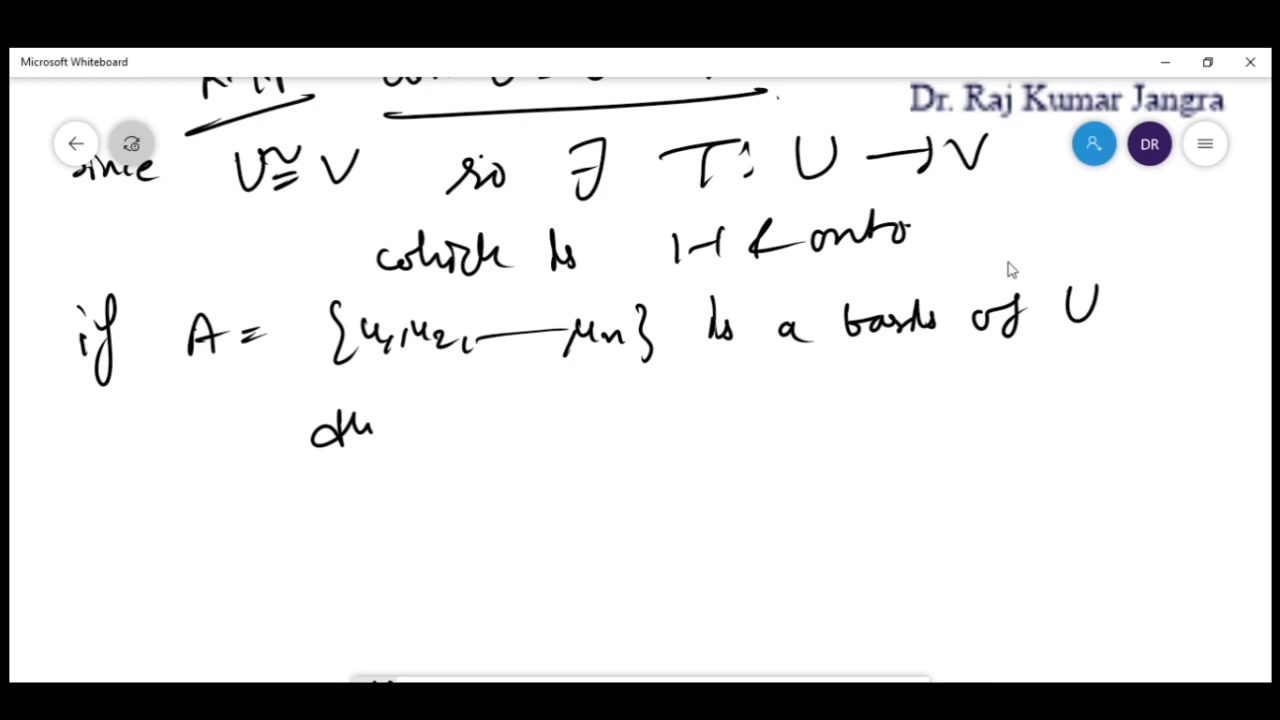 Microsoft Whiteboard
Dr. Raj Kumar Jangra
DR
since U ≅ V so ∃ T: U → V
which is 1-1 & onto
if A = {u1, u2, — un} is a basis of U